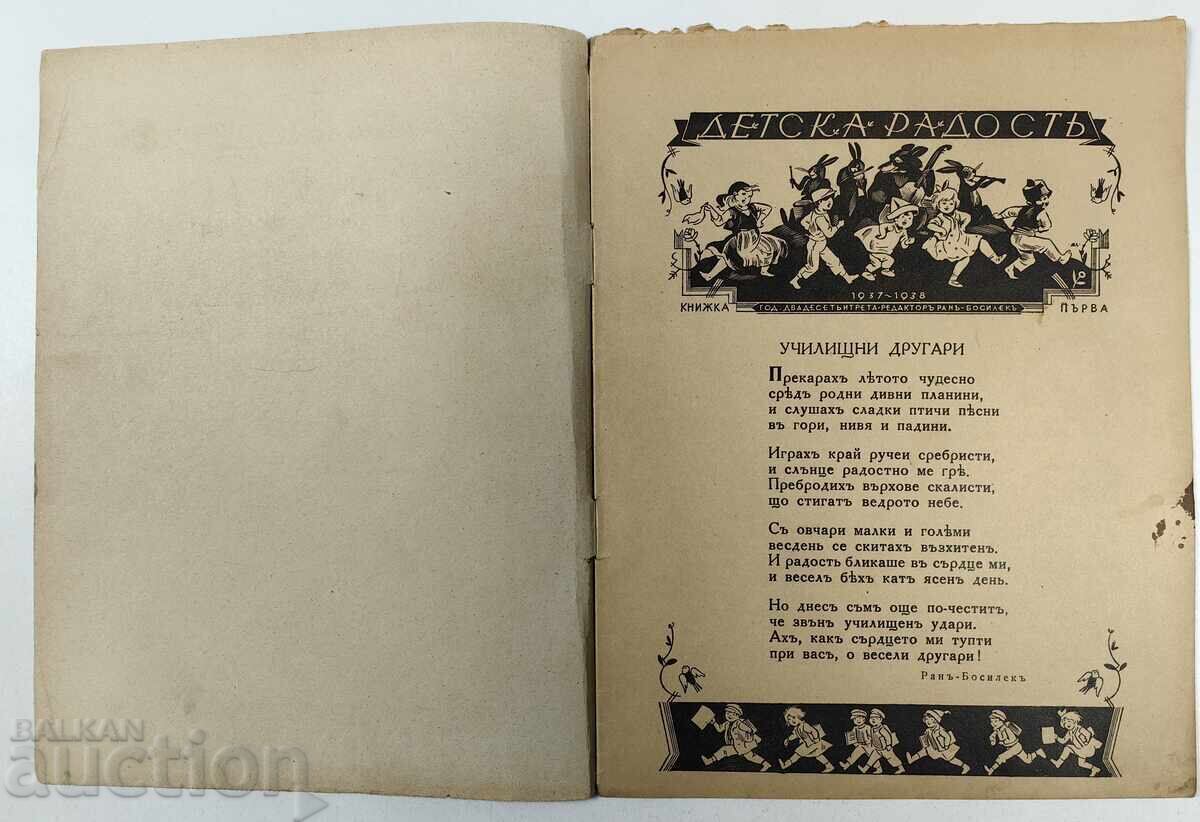 ДЕТСКА РАДОСТЬ
1937~1938
КНИЖКА ГОД. ДВАДЕСЕТЬ И ТРЕТА · РЕДАКТОРЪ РАНЪ-БОСИЛЕКЪ ПЪРВА
УЧИЛИЩНИ ДРУГАРИ
Прекарахъ лѣтото чудесно
срѣдъ родни дивни планини,
и слушахъ сладки птичи пѣсни
въ гори, нивя и падини.
Играхъ край ручеи сребристи,
и слънце радостно ме грѣ.
Пребродихъ върхове скалисти,
що стигатъ ведрото небе.
Съ овчари малки и голѣми
весдень се скитахъ възхитенъ.
И радость бликаше въ сърдце ми,
и веселъ бѣхъ катъ ясенъ день.
Но днесъ съмъ още по-честитъ,
че звънъ училищенъ удари.
Ахъ, какъ сърдцето ми тупти
при васъ, о весели другари!
Ранъ-Босилекъ
BALKAN
auction